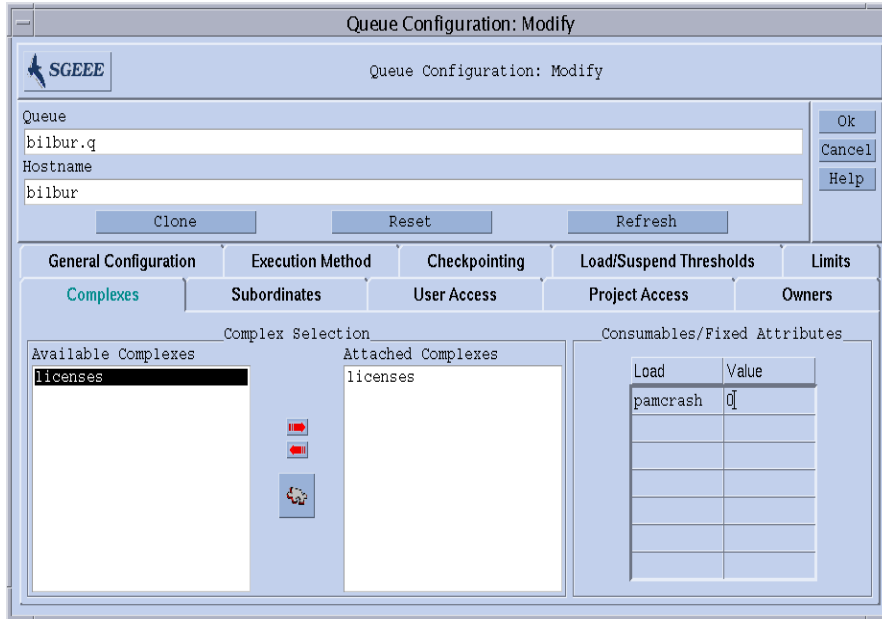 Queue Configuration: Modify
SGEEE
Queue Configuration: Modify
Queue
bilbur.q
Hostname
bilbur
Ok
Cancel
Help
Clone Reset Refresh
General Configuration Execution Method Checkpointing Load/Suspend Thresholds Limits
Complexes Subordinates User Access Project Access Owners
Complex Selection
Available Complexes Attached Complexes
licenses licenses
Consumables/Fixed Attributes
Load Value
pamcrash 0